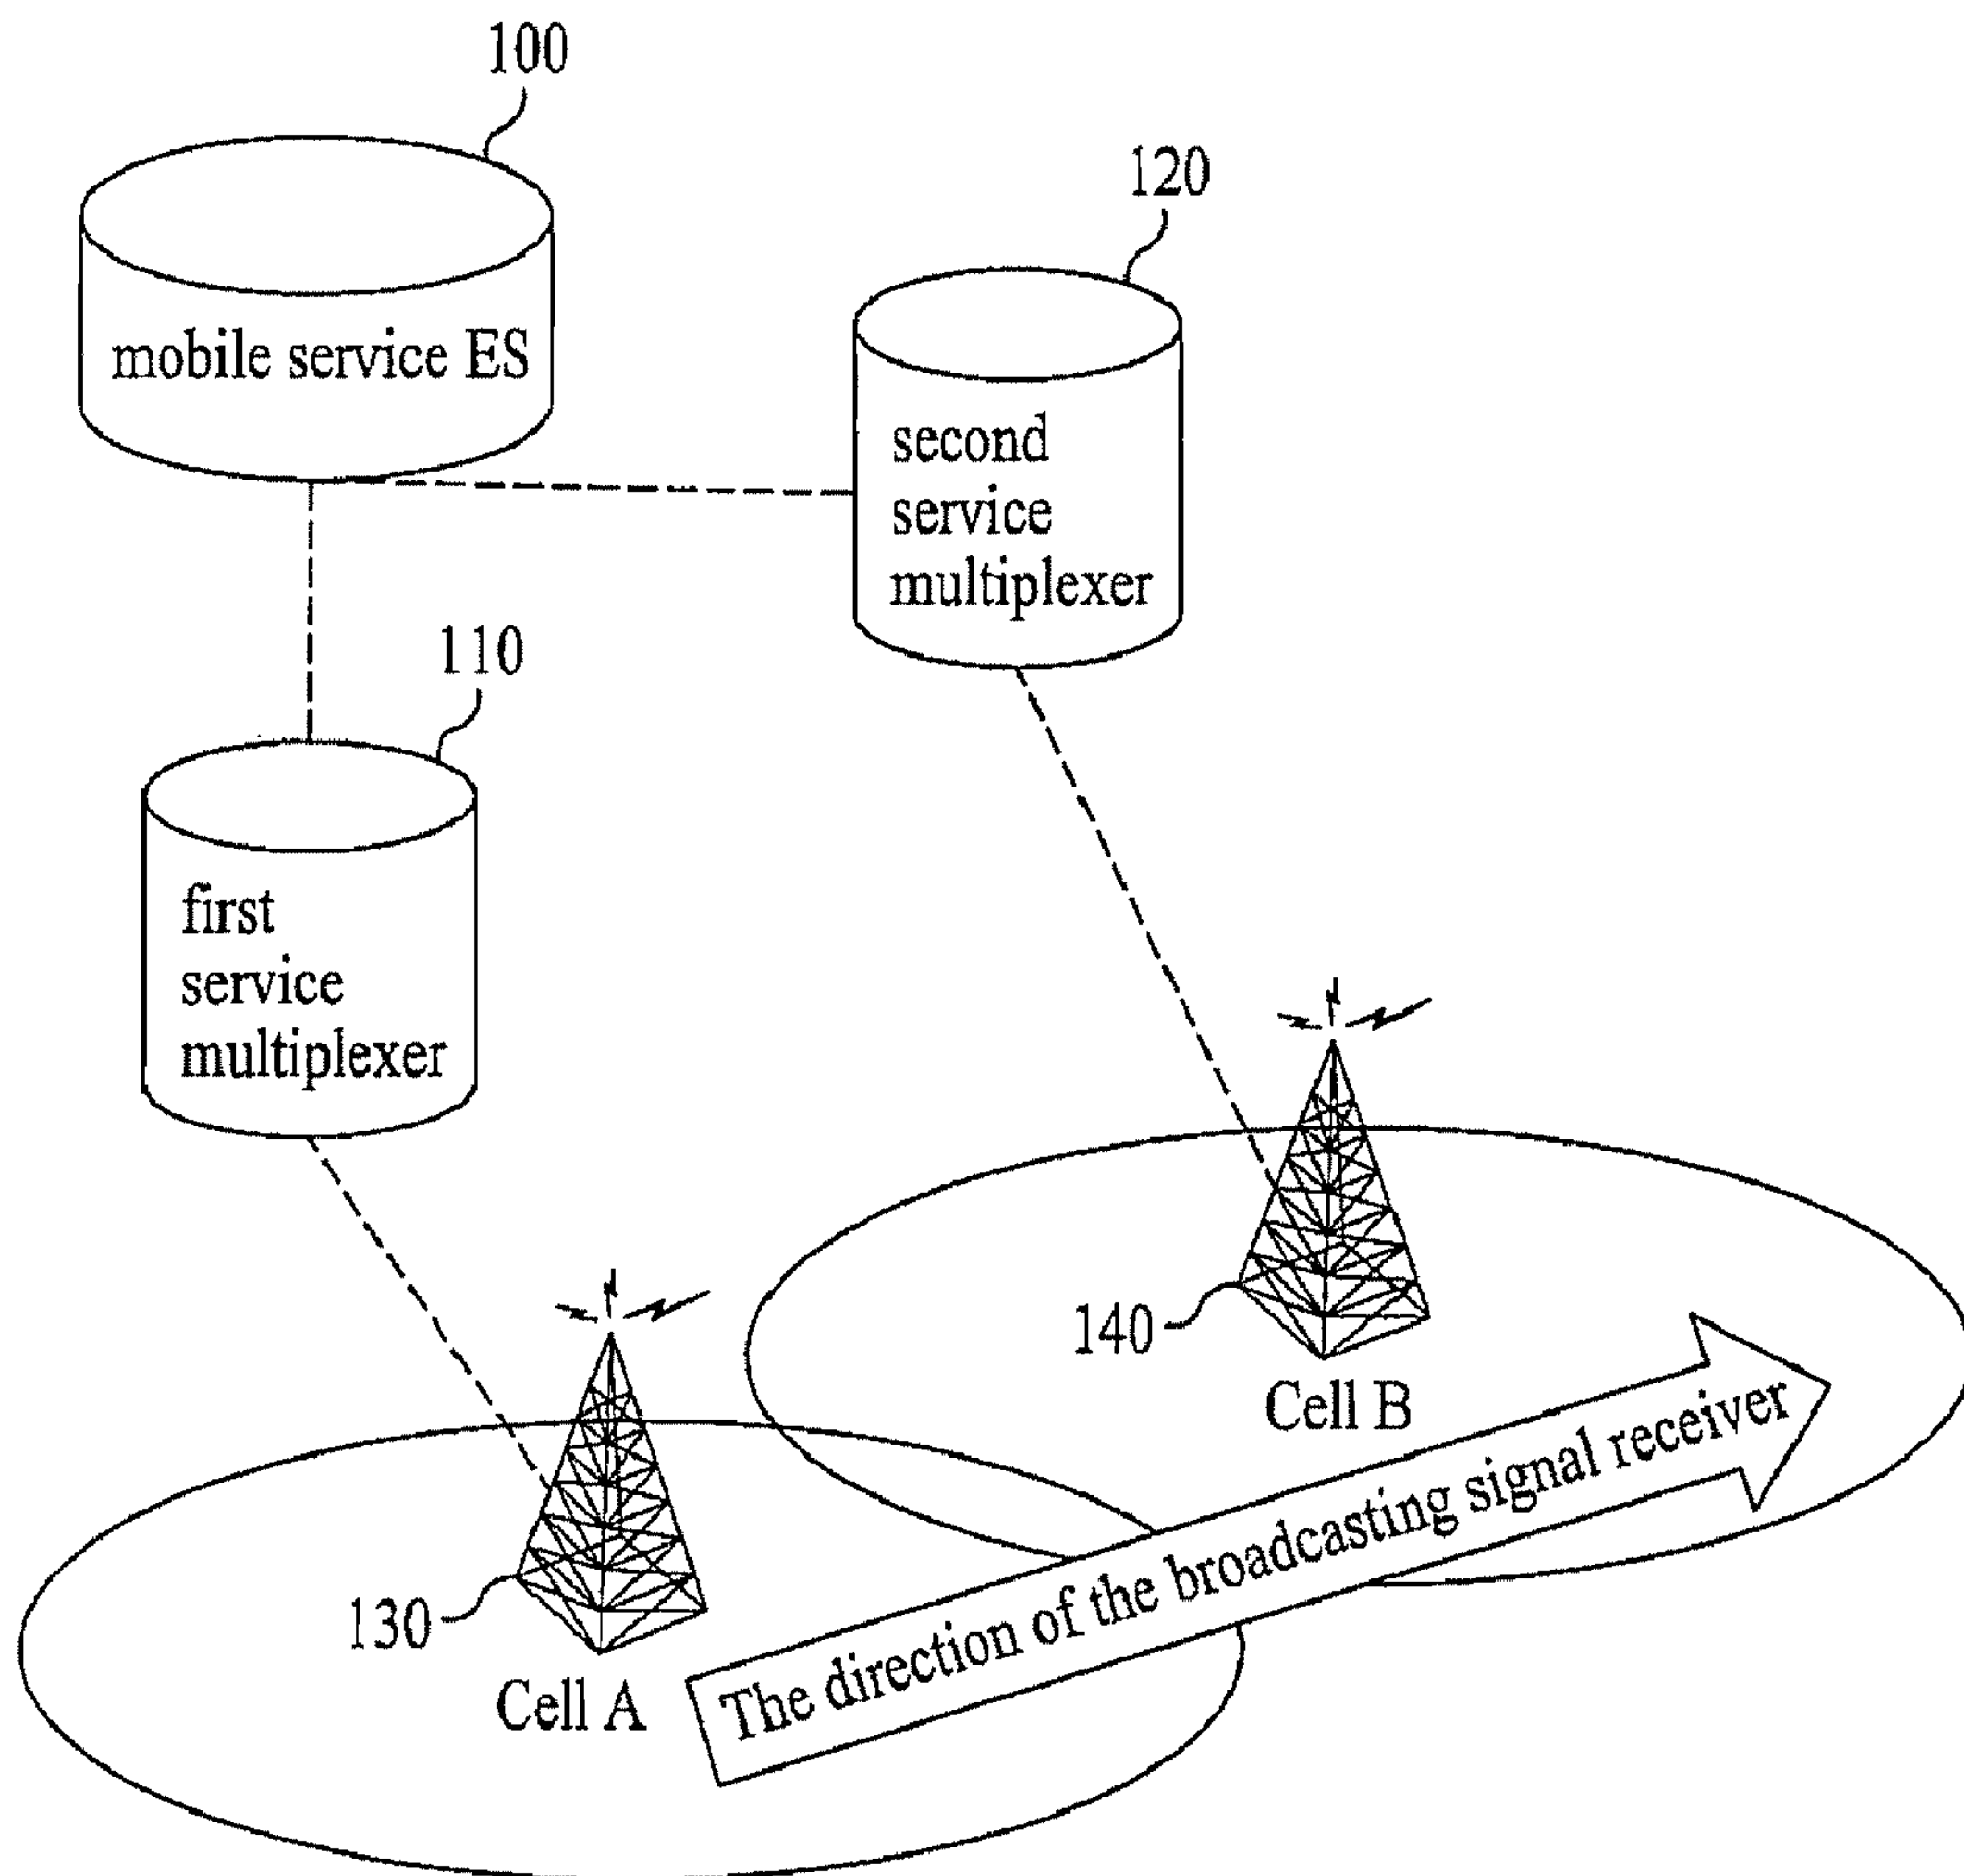 100
mobile service ES
120
second
service
multiplexer
110
first
service
multiplexer
140
Cell B
130
Cell A
The direction of the broadcasting signal receiver